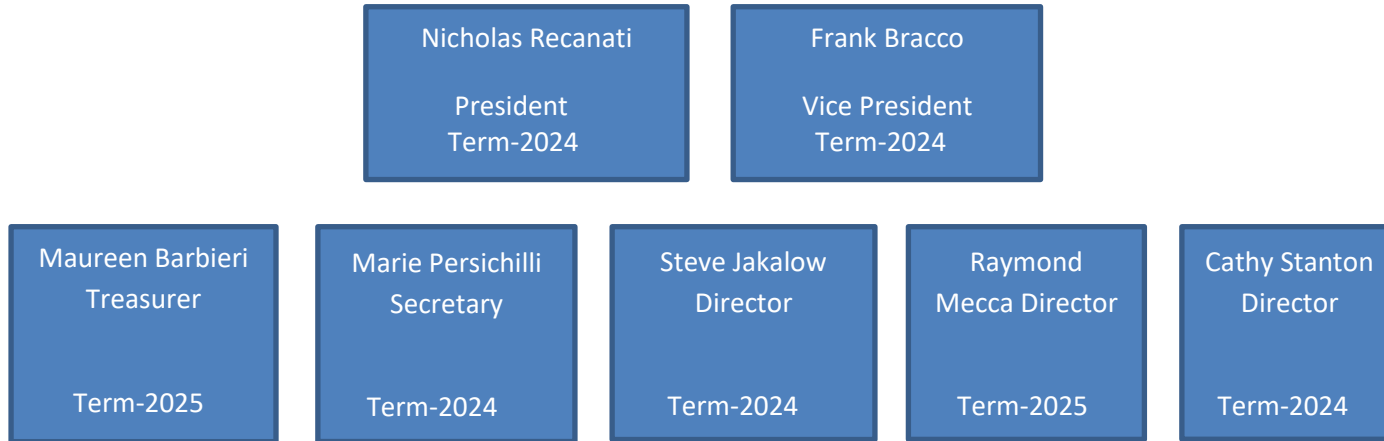 Nicholas Recanati
President
Term-2024
Frank Bracco
Vice President
Term-2024
Maureen Barbieri
Treasurer
Term-2025
Marie Persichilli
Secretary
Term-2024
Steve Jakalow
Director
Term-2024
Raymond
Mecca Director
Term-2025
Cathy Stanton
Director
Term-2024